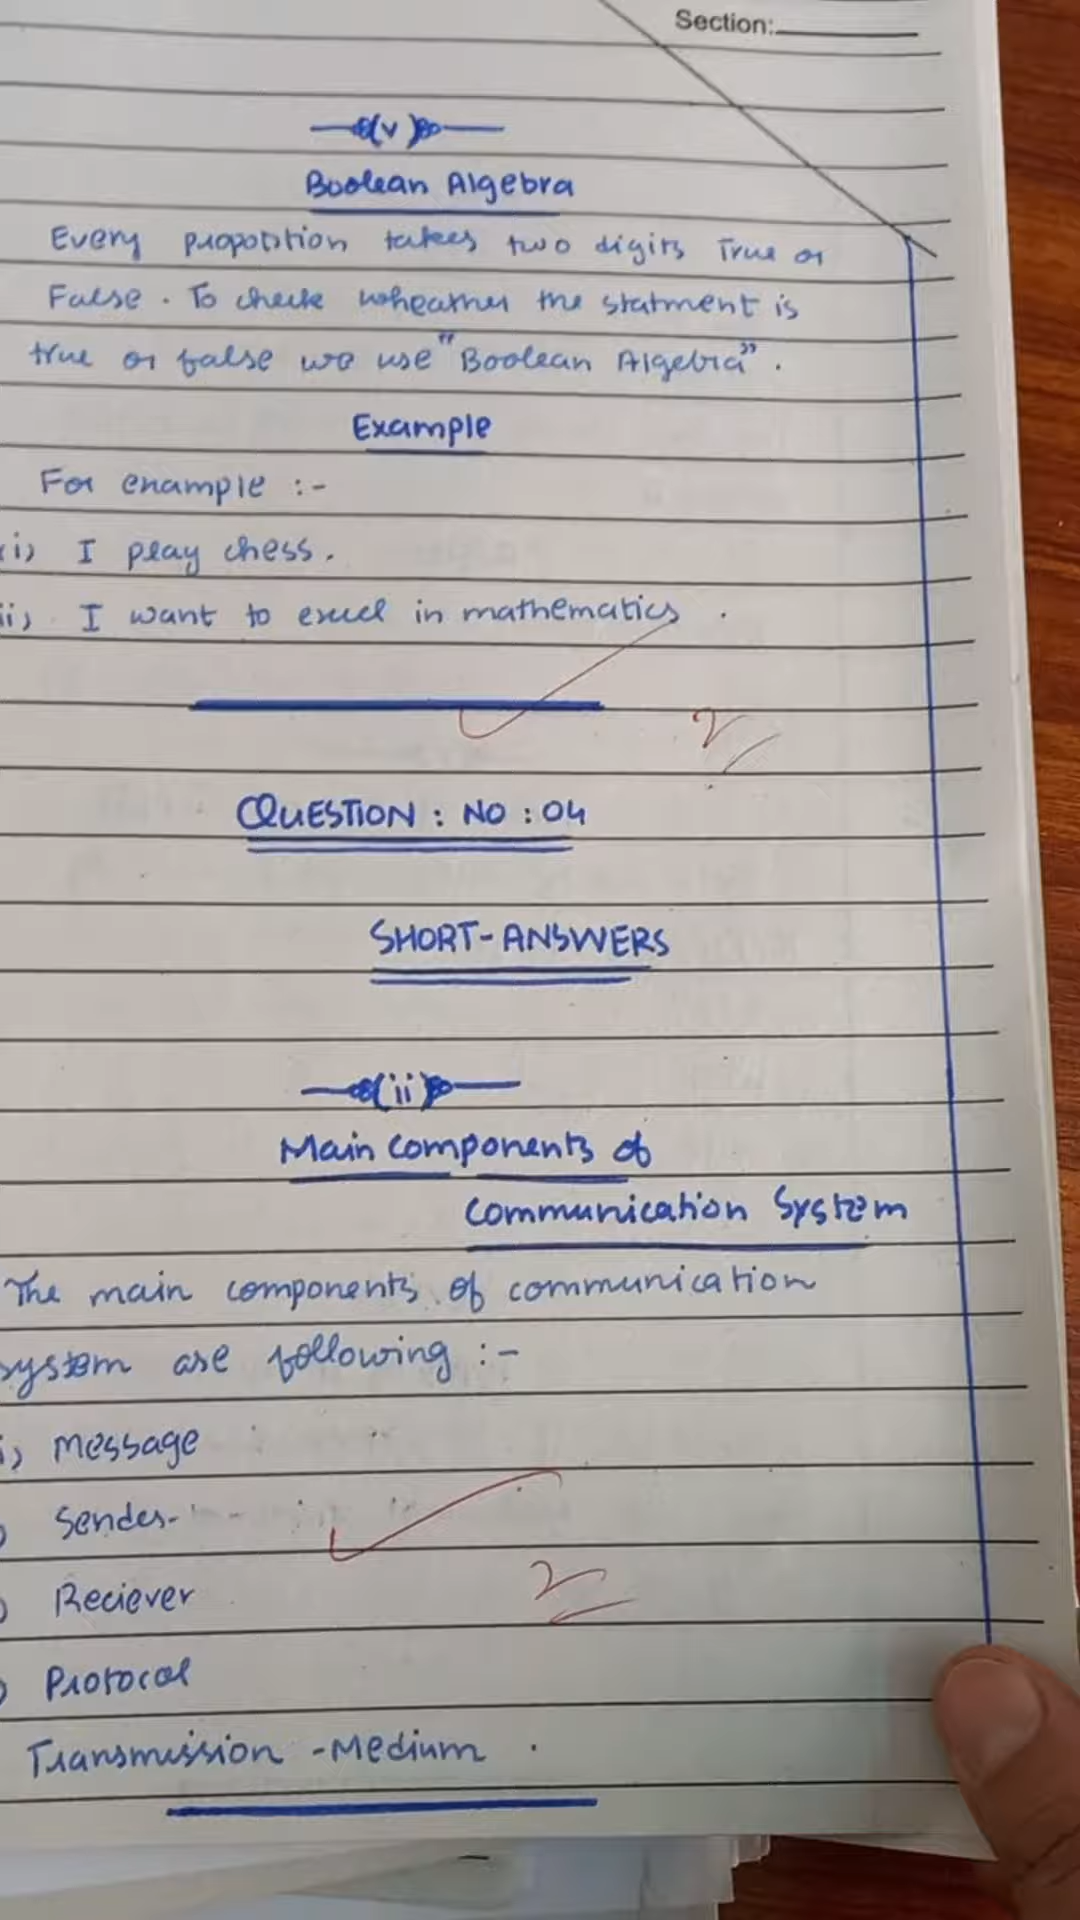 Section:
(v)
Boolean Algebra
Every propotition takes two digits True or
False. To check wheather the statment is
true or false we use "Boolean Algebra".
Example
For example :-
(i) I play chess.
ii) I want to excel in mathematics.
2
QUESTION : NO : 04
SHORT-ANSWERS
(ii)
Main components of
Communication System
The main components of communication
system are following :-
i) Message
) Sender
) Reciever
) Protocol
Transmission-Medium.
2